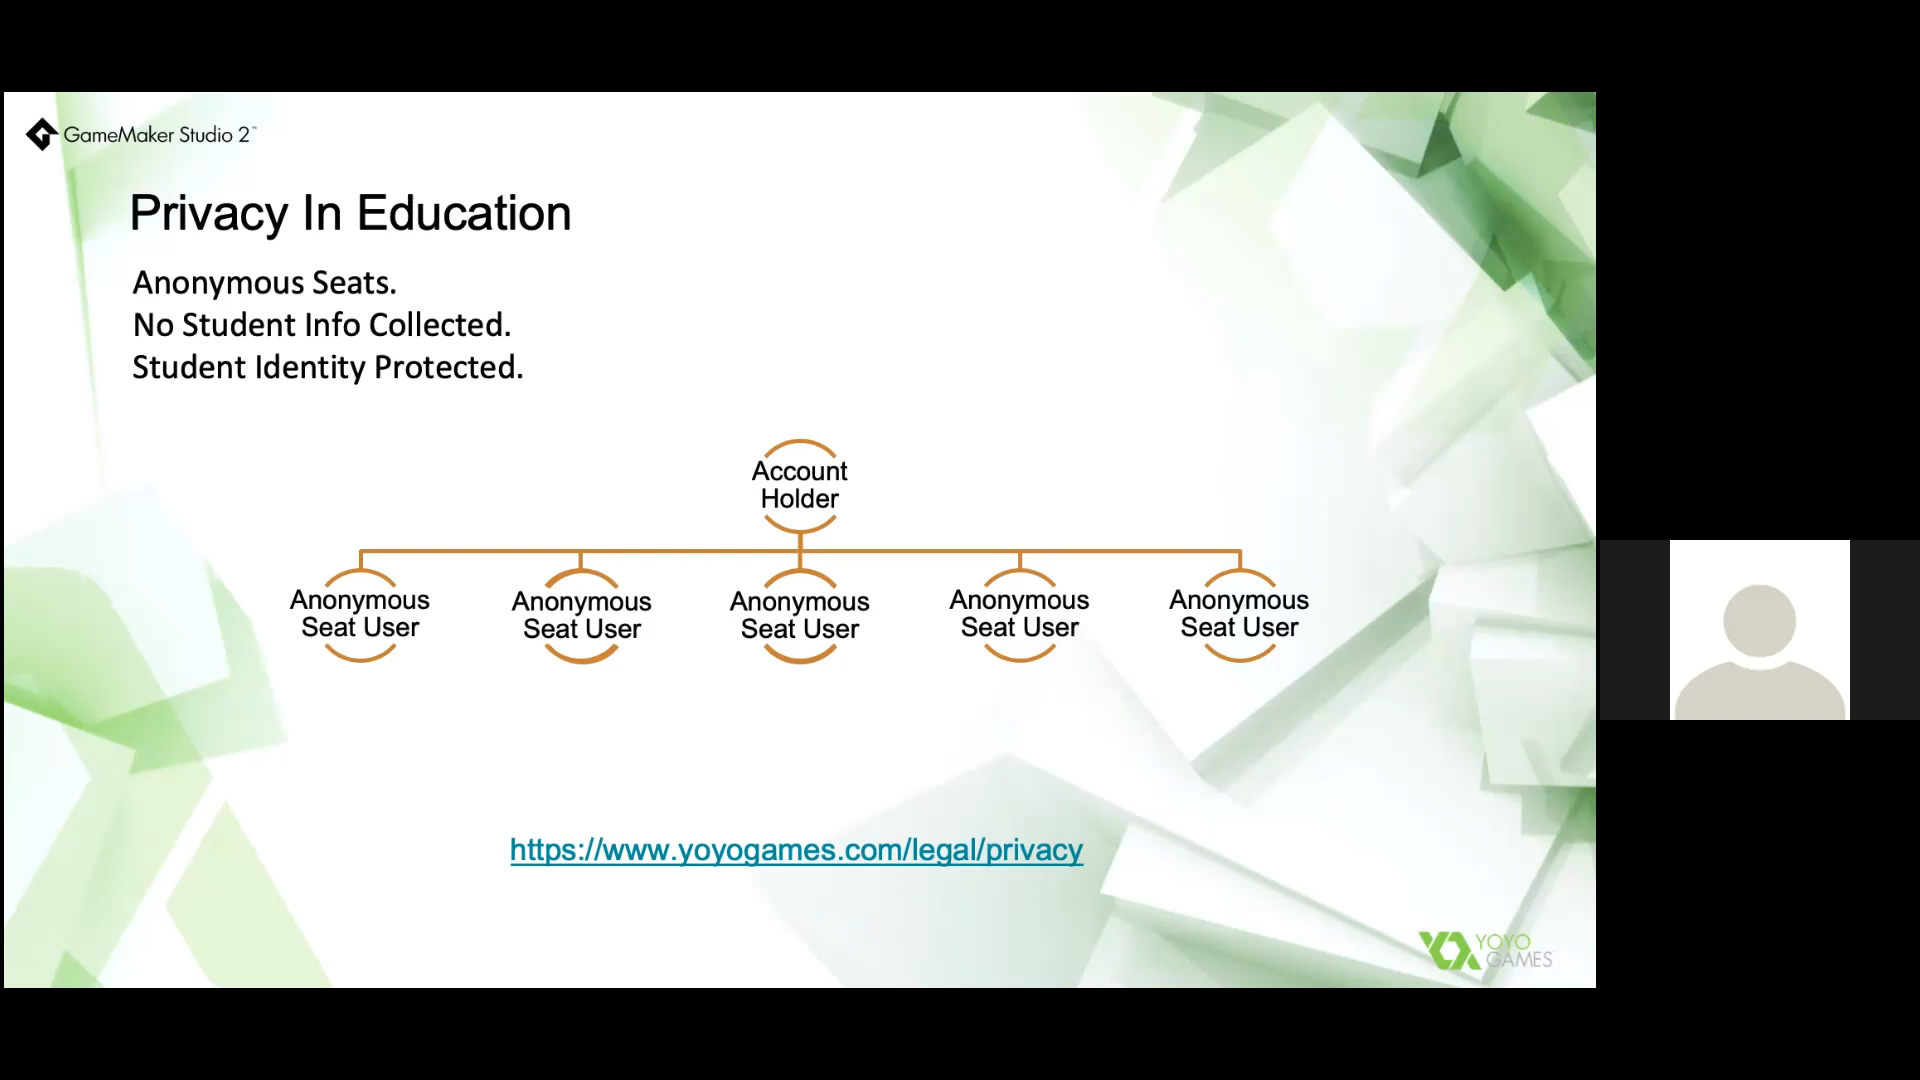 GameMaker Studio 2™
Privacy In Education
Anonymous Seats.
No Student Info Collected.
Student Identity Protected.
Account
Holder
Anonymous
Seat User
Anonymous
Seat User
Anonymous
Seat User
Anonymous
Seat User
Anonymous
Seat User
https://www.yoyogames.com/legal/privacy
YOYO
GAMES